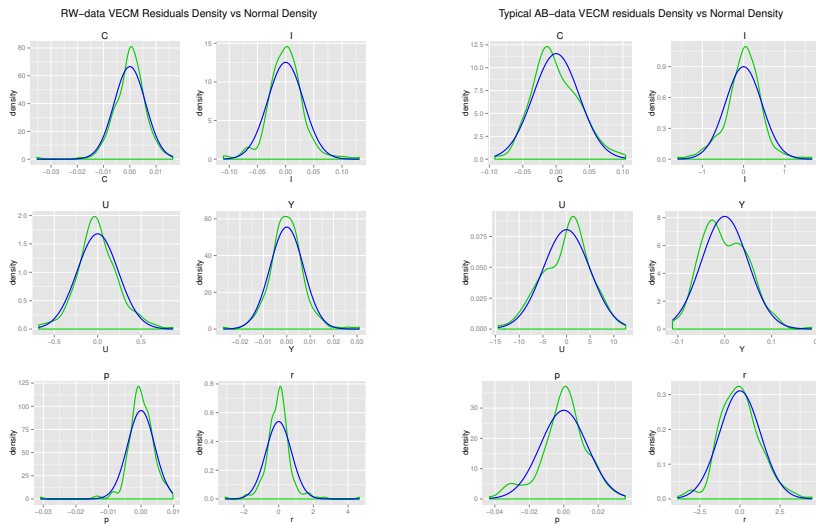 RW−data VECM Residuals Density vs Normal Density
Typical AB−data VECM residuals Density vs Normal Density
C
density
80
60
40
20
0
−0.03 −0.02 −0.01 0.00 0.01
C
I
density
15
10
5
0
−0.10 −0.05 0.00 0.05 0.10
I
C
density
12.5
10.0
7.5
5.0
2.5
0.0
−0.10 −0.05 0.00 0.05 0.10
C
I
density
0.9
0.6
0.3
0.0
−1 0 1
I
U
density
2.0
1.5
1.0
0.5
0.0
−0.5 0.0 0.5
U
Y
density
60
40
20
0
−0.02 −0.01 0.00 0.01 0.02 0.03
Y
U
density
0.075
0.050
0.025
0.000
−15 −10 −5 0 5 10
U
Y
density
8
6
4
2
0
−0.1 0.0 0.1 0
Y
p
density
125
100
75
50
25
0
−0.03 −0.02 −0.01 0.00 0.01
p
r
density
0.8
0.6
0.4
0.2
0.0
−2 0 2 4
r
p
density
30
20
10
0
−0.04 −0.02 0.00 0.02
p
r
density
0.3
0.2
0.1
0.0
−2.5 0.0 2.5
r